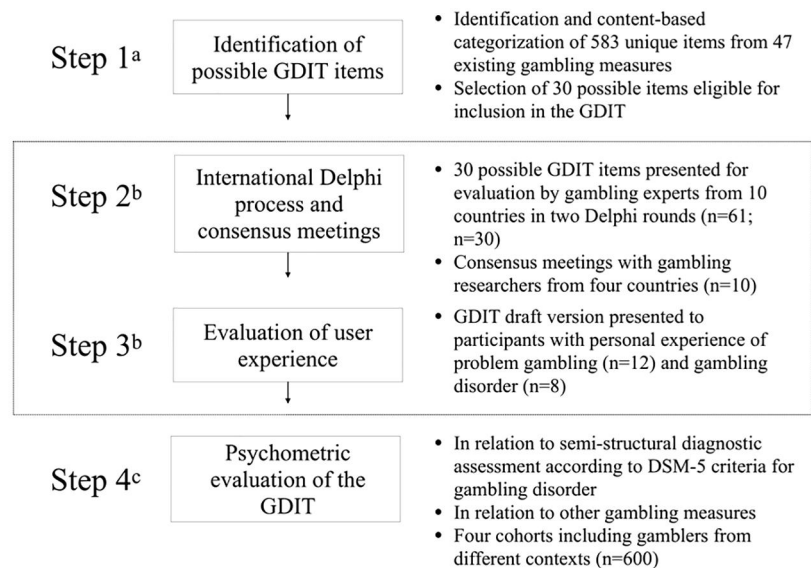 Step 1a
Identification of
possible GDIT items
• Identification and content-based
categorization of 583 unique items from 47
existing gambling measures
• Selection of 30 possible items eligible for
inclusion in the GDIT
Step 2b
International Delphi
process and
consensus meetings
• 30 possible GDIT items presented for
evaluation by gambling experts from 10
countries in two Delphi rounds (n=61;
n=30)
• Consensus meetings with gambling
researchers from four countries (n=10)
Step 3b
Evaluation of user
experience
• GDIT draft version presented to
participants with personal experience of
problem gambling (n=12) and gambling
disorder (n=8)
Step 4c
Psychometric
evaluation of the
GDIT
• In relation to semi-structural diagnostic
assessment according to DSM-5 criteria for
gambling disorder
• In relation to other gambling measures
• Four cohorts including gamblers from
different contexts (n=600)